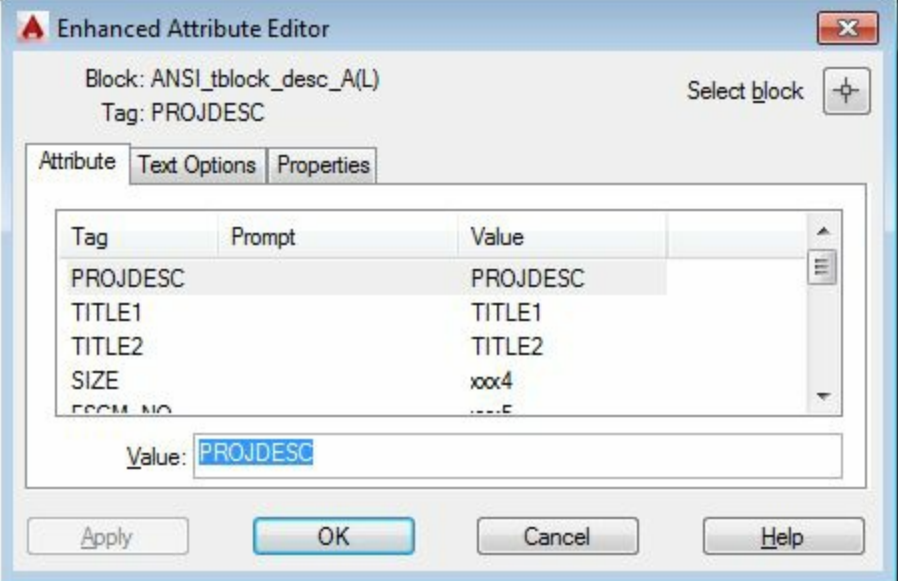 Enhanced Attribute Editor
Block: ANSI_tblock_desc_A(L)
Tag: PROJDESC
Select block
Attribute Text Options Properties
Tag Prompt Value
PROJDESC PROJDESC
TITLE1 TITLE1
TITLE2 TITLE2
SIZE xxx4
Value: PROJDESC
Apply OK Cancel Help